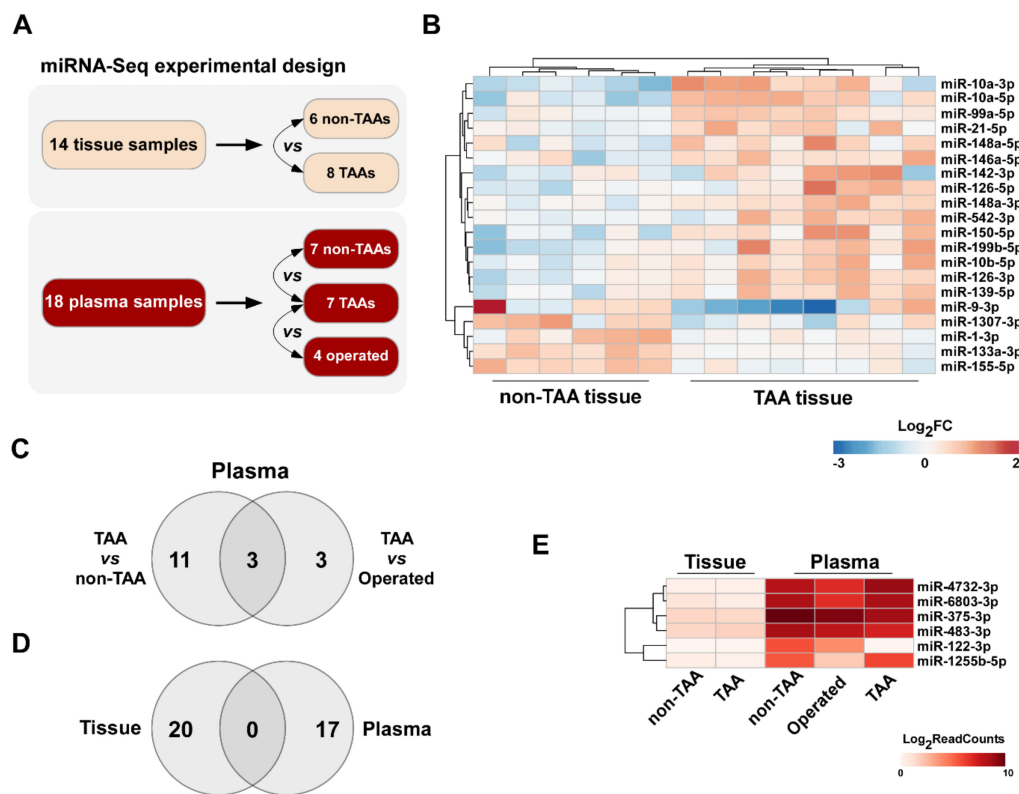 A
miRNA-Seq experimental design
14 tissue samples
6 non-TAAs
vs
8 TAAs
18 plasma samples
7 non-TAAs
vs
7 TAAs
vs
4 operated
B
miR-10a-3p
miR-10a-5p
miR-99a-5p
miR-21-5p
miR-148a-5p
miR-146a-5p
miR-142-3p
miR-126-5p
miR-148a-3p
miR-542-3p
miR-150-5p
miR-199b-5p
miR-10b-5p
miR-126-3p
miR-139-5p
miR-9-3p
miR-1307-3p
miR-1-3p
miR-133a-3p
miR-155-5p
non-TAA tissue
TAA tissue
Log2FC
-3 0 2
C
Plasma
TAA
vs
non-TAA
11 3 3
TAA
vs
Operated
D
Tissue 20 0 17 Plasma
E
Tissue Plasma
miR-4732-3p
miR-6803-3p
miR-375-3p
miR-483-3p
miR-122-3p
miR-1255b-5p
non-TAA TAA non-TAA Operated TAA
Log2ReadCounts
0 10